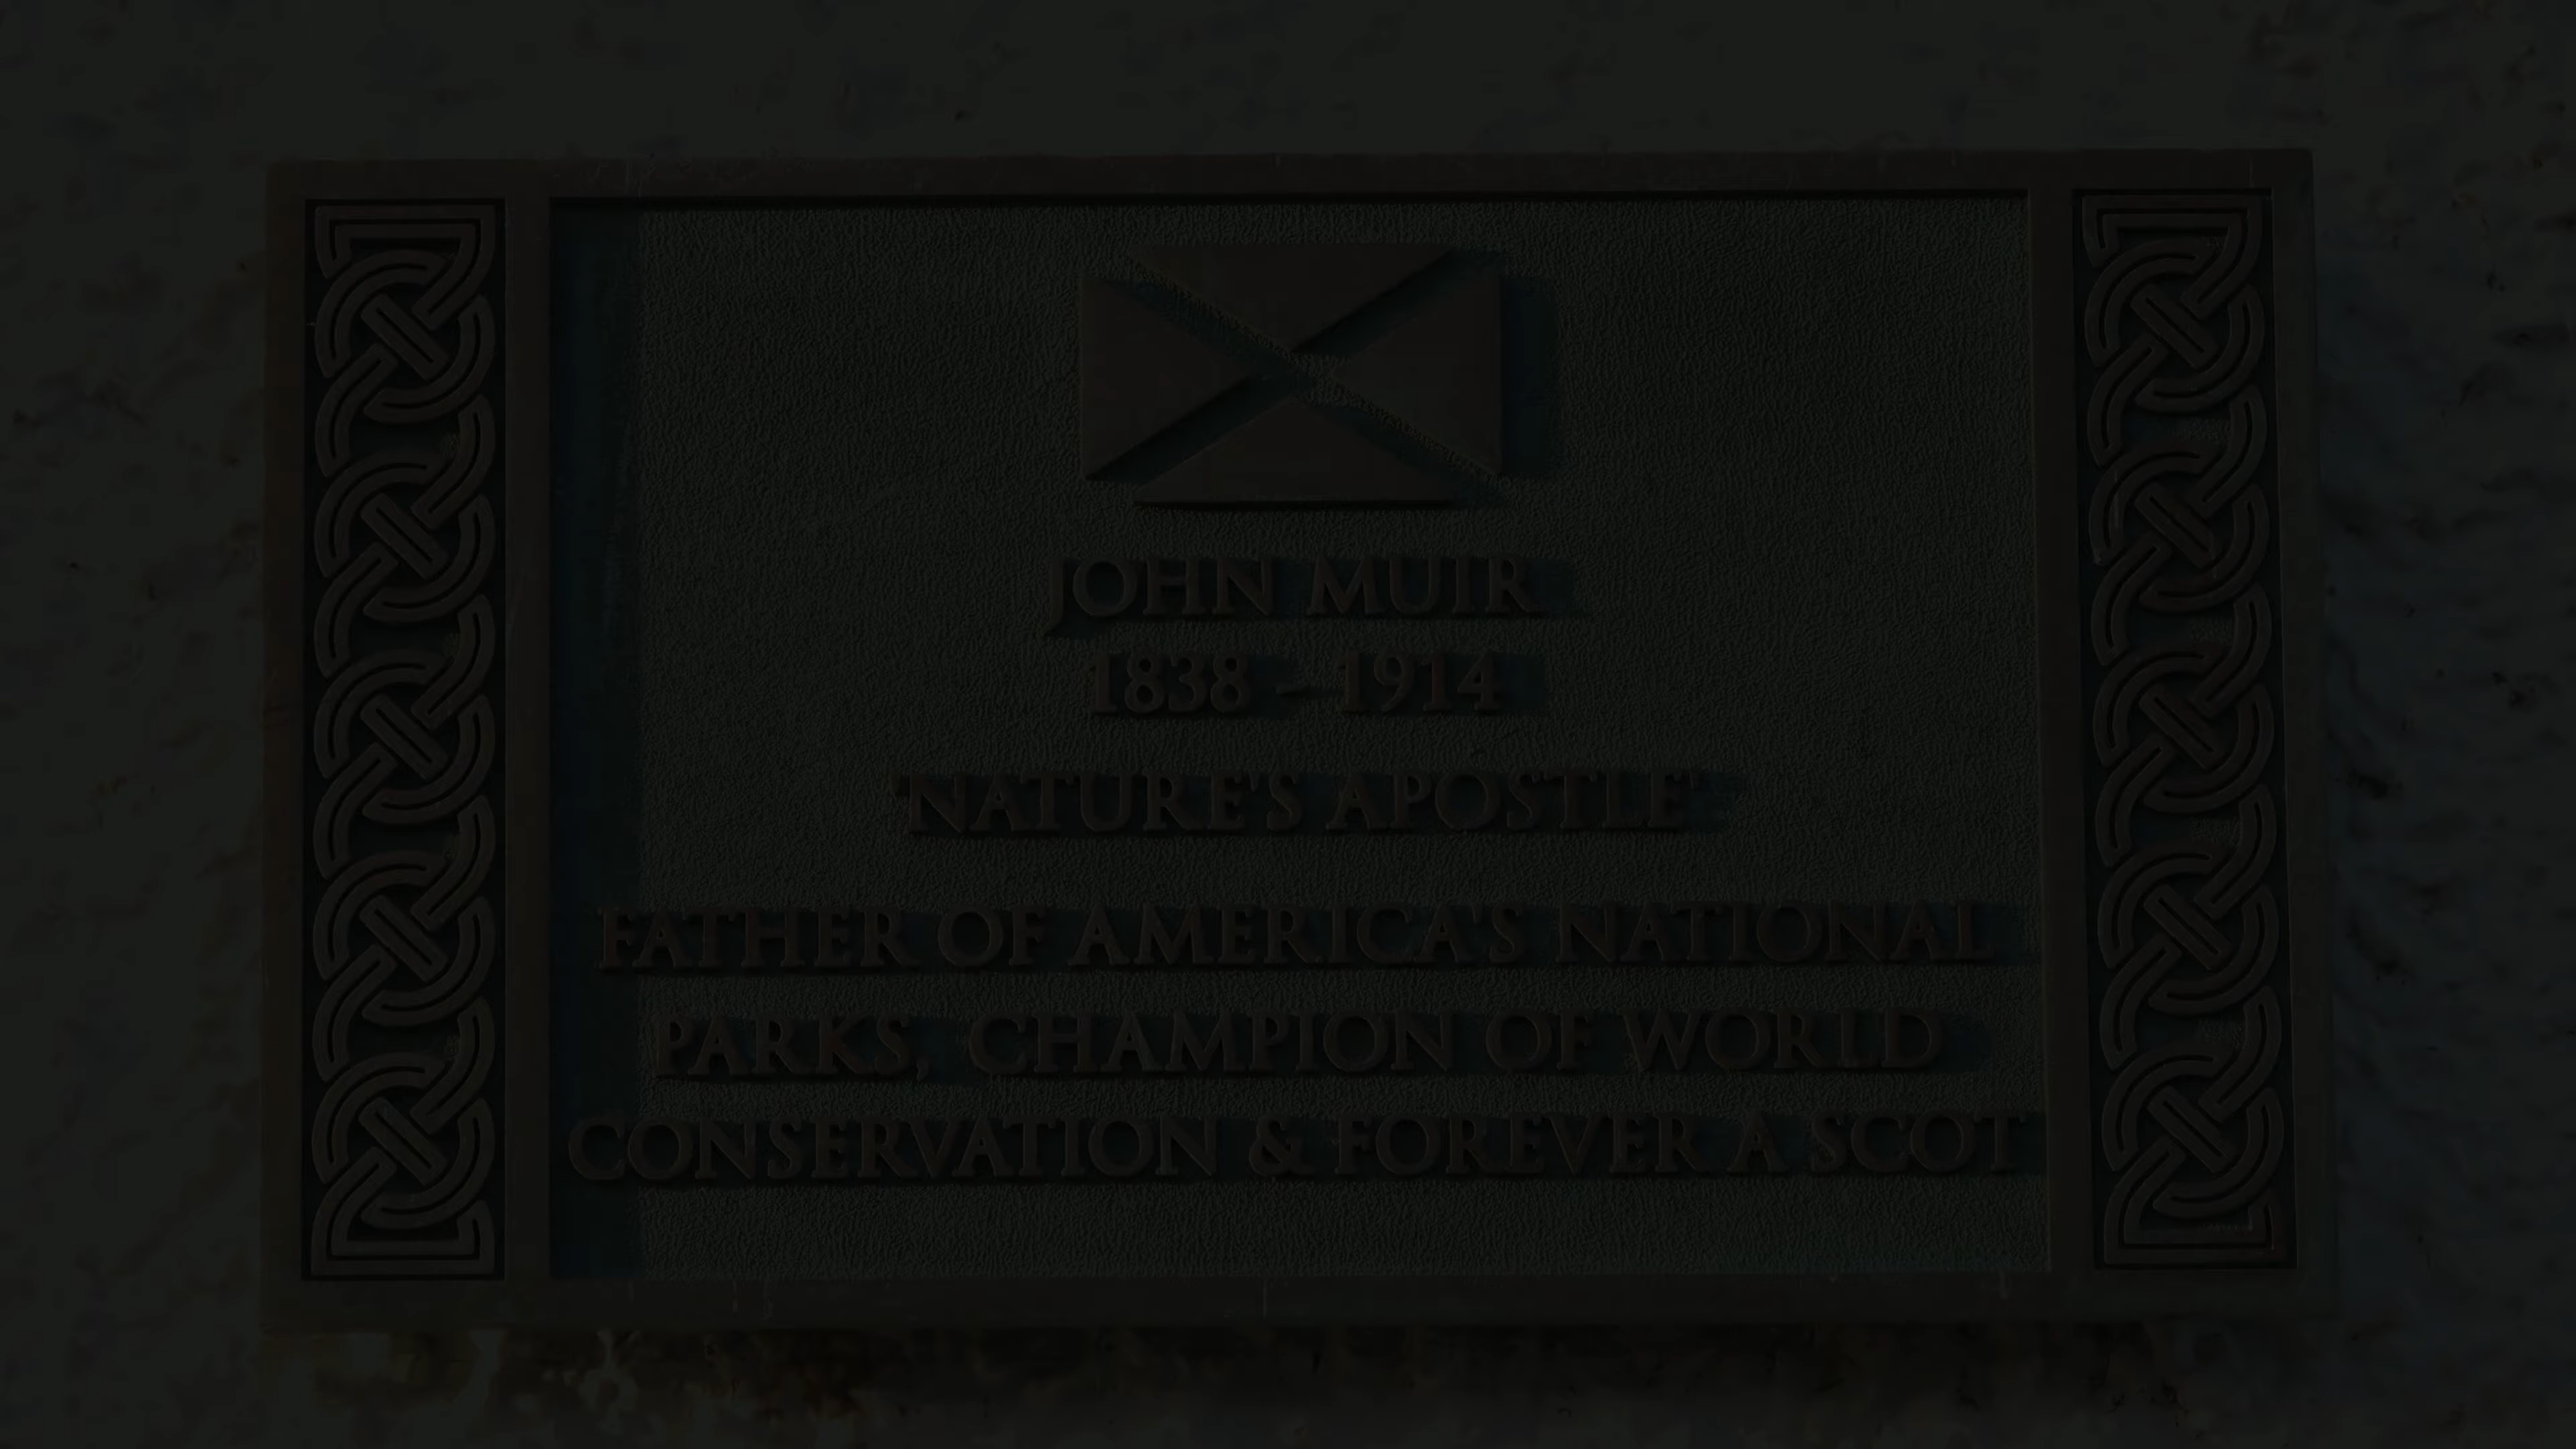 JOHN MUIR
1838 – 1914
'NATURE'S APOSTLE'
FATHER OF AMERICA'S NATIONAL
PARKS, CHAMPION OF WORLD
CONSERVATION & FOREVER A SCOT